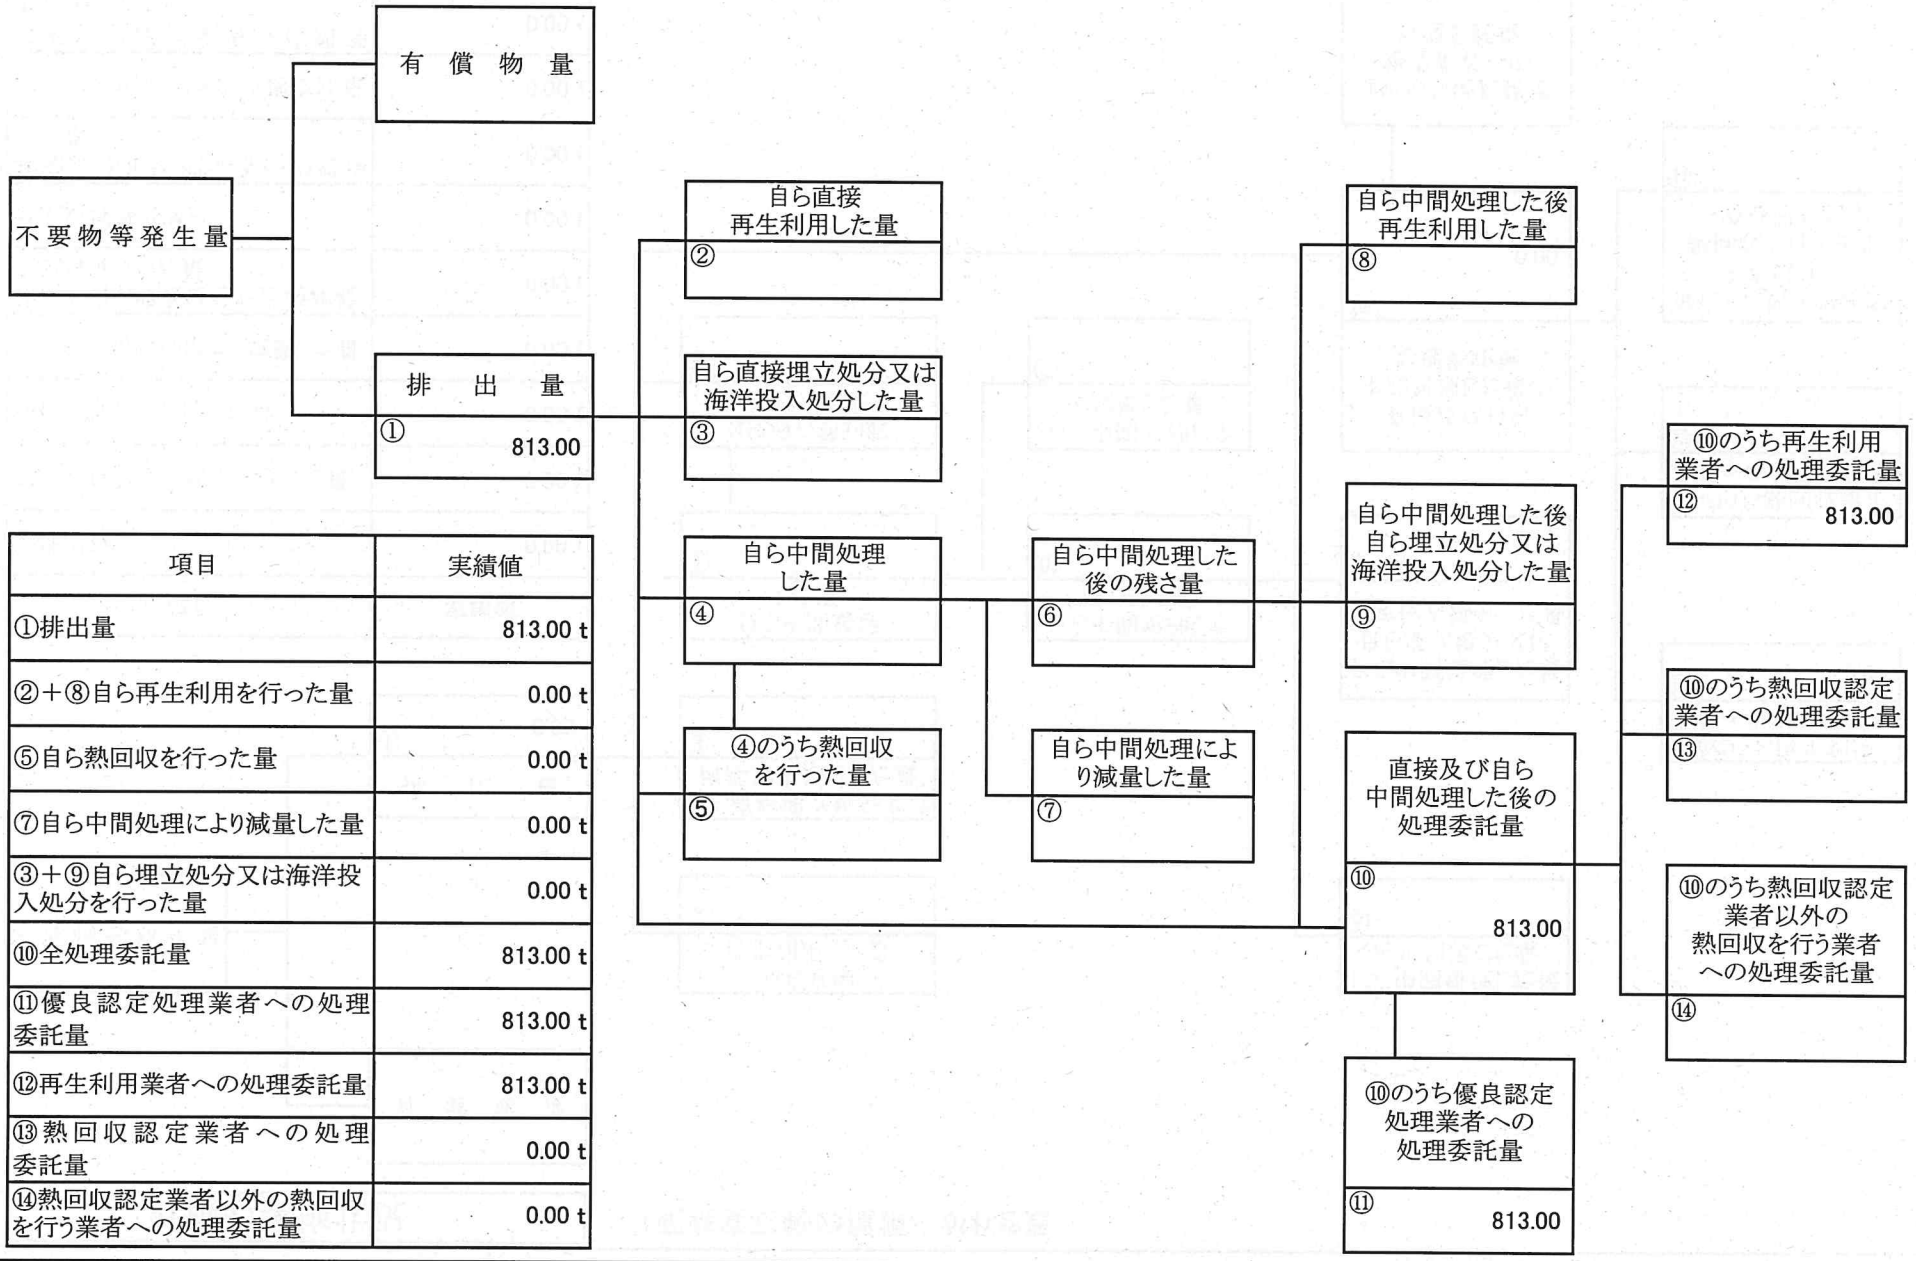 有償物量
不要物等発生量
排出量
①
813.00
自ら直接
再生利用した量
②
自ら直接埋立処分又は
海洋投入処分した量
③
自ら中間処理
した量
④
④のうち熱回収
を行った量
⑤
自ら中間処理した
後の残さ量
⑥
自ら中間処理によ
り減量した量
⑦
自ら中間処理した後
再生利用した量
⑧
自ら中間処理した後
自ら埋立処分又は
海洋投入処分した量
⑨
直接及び自ら
中間処理した後の
処理委託量
⑩
813.00
⑩のうち優良認定
処理業者への
処理委託量
⑪
813.00
⑩のうち再生利用
業者への処理委託量
⑫
813.00
⑩のうち熱回収認定
業者への処理委託量
⑬
⑩のうち熱回収認定
業者以外の
熱回収を行う業者
への処理委託量
⑭
項目 実績値
①排出量 813.00 t
②＋⑧自ら再生利用を行った量 0.00 t
⑤自ら熱回収を行った量 0.00 t
⑦自ら中間処理により減量した量 0.00 t
③＋⑨自ら埋立処分又は海洋投
入処分を行った量 0.00 t
⑩全処理委託量 813.00 t
⑪優良認定処理業者への処理
委託量 813.00 t
⑫再生利用業者への処理委託量 813.00 t
⑬熱回収認定業者への処理
委託量 0.00 t
⑭熱回収認定業者以外の熱回収
を行う業者への処理委託量 0.00 t